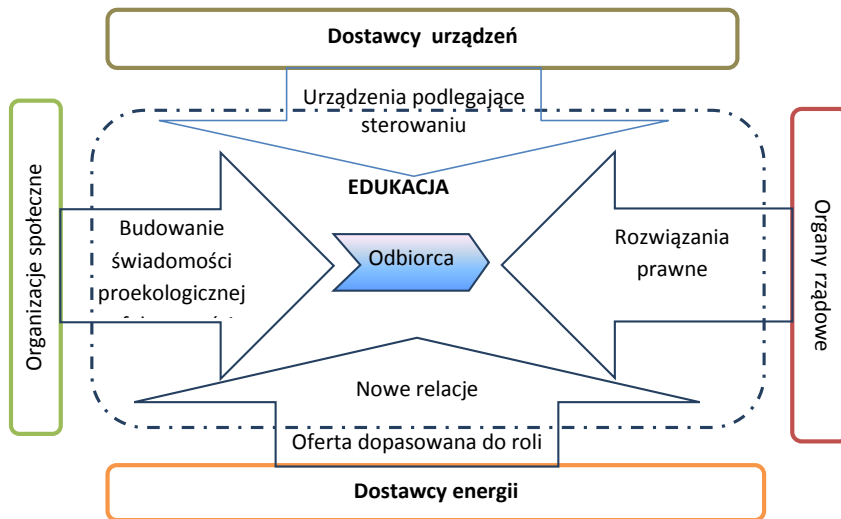 Dostawcy urządzeń
Urządzenia podlegające
sterowaniu
Organizacje społeczne
EDUKACJA
Budowanie
świadomości
proekologicznej
Odbiorca
Rozwiązania
prawne
Organy rządowe
Nowe relacje
Oferta dopasowana do roli
Dostawcy energii